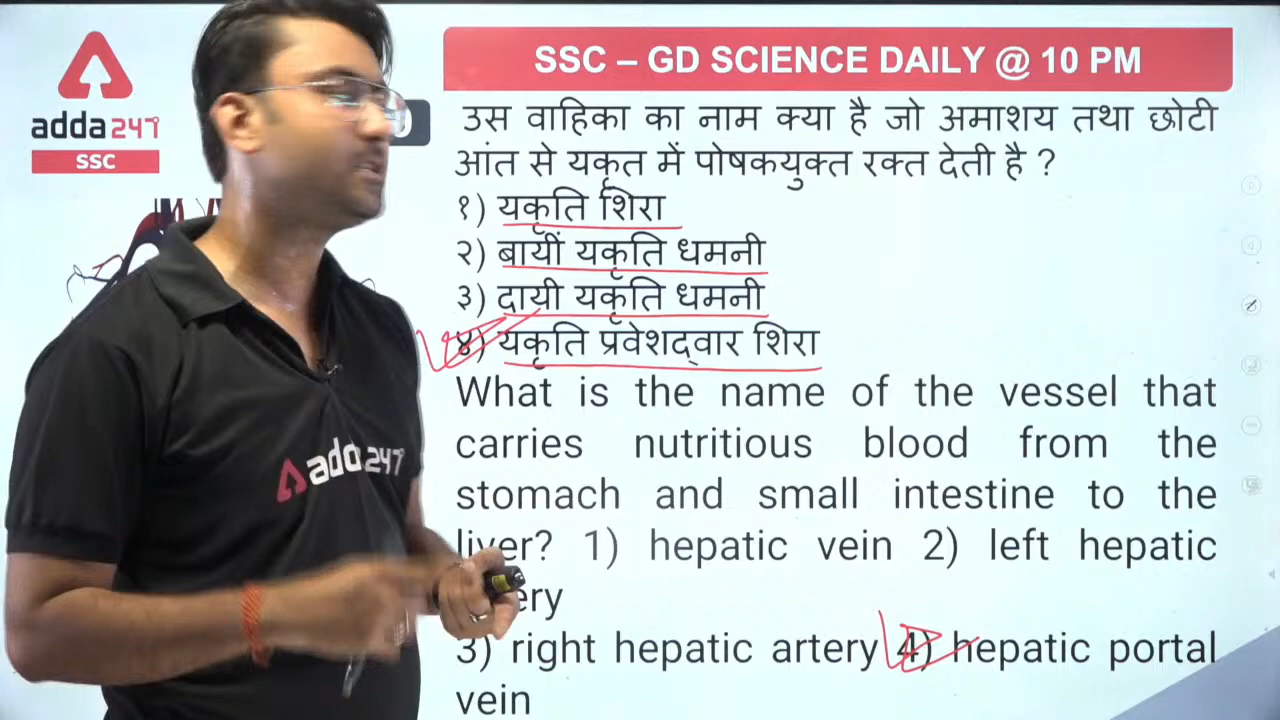 adda247
SSC
SSC – GD SCIENCE DAILY @ 10 PM
उस वाहिका का नाम क्या है जो अमाशय तथा छोटी
आंत से यकृत में पोषकयुक्त रक्त देती है ?
१) यकृति शिरा
२) बायीं यकृति धमनी
३) दायी यकृति धमनी
४) यकृति प्रवेशद्वार शिरा
What is the name of the vessel that
carries nutritious blood from the
stomach and small intestine to the
liver? 1) hepatic vein 2) left hepatic
3) right hepatic artery 4) hepatic portal
vein
adda247